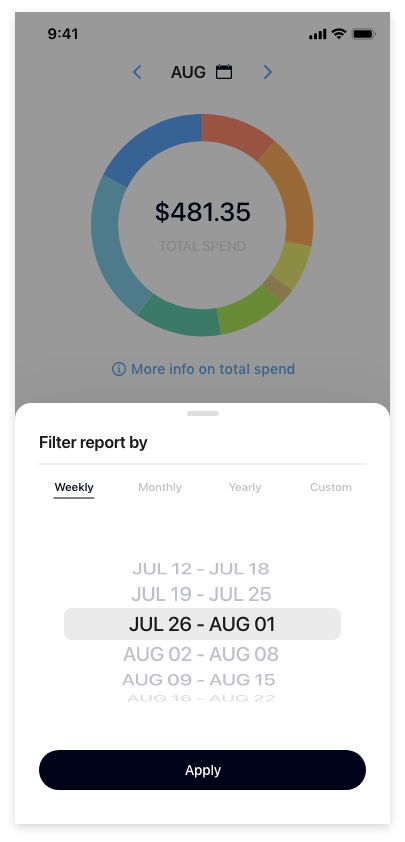 9:41
AUG
$481.35
TOTAL SPEND
More info on total spend
Filter report by
Weekly Monthly Yearly Custom
JUL 12 - JUL 18
JUL 19 - JUL 25
JUL 26 - AUG 01
AUG 02 - AUG 08
AUG 09 - AUG 15
AUG 16 - AUG 22
Apply